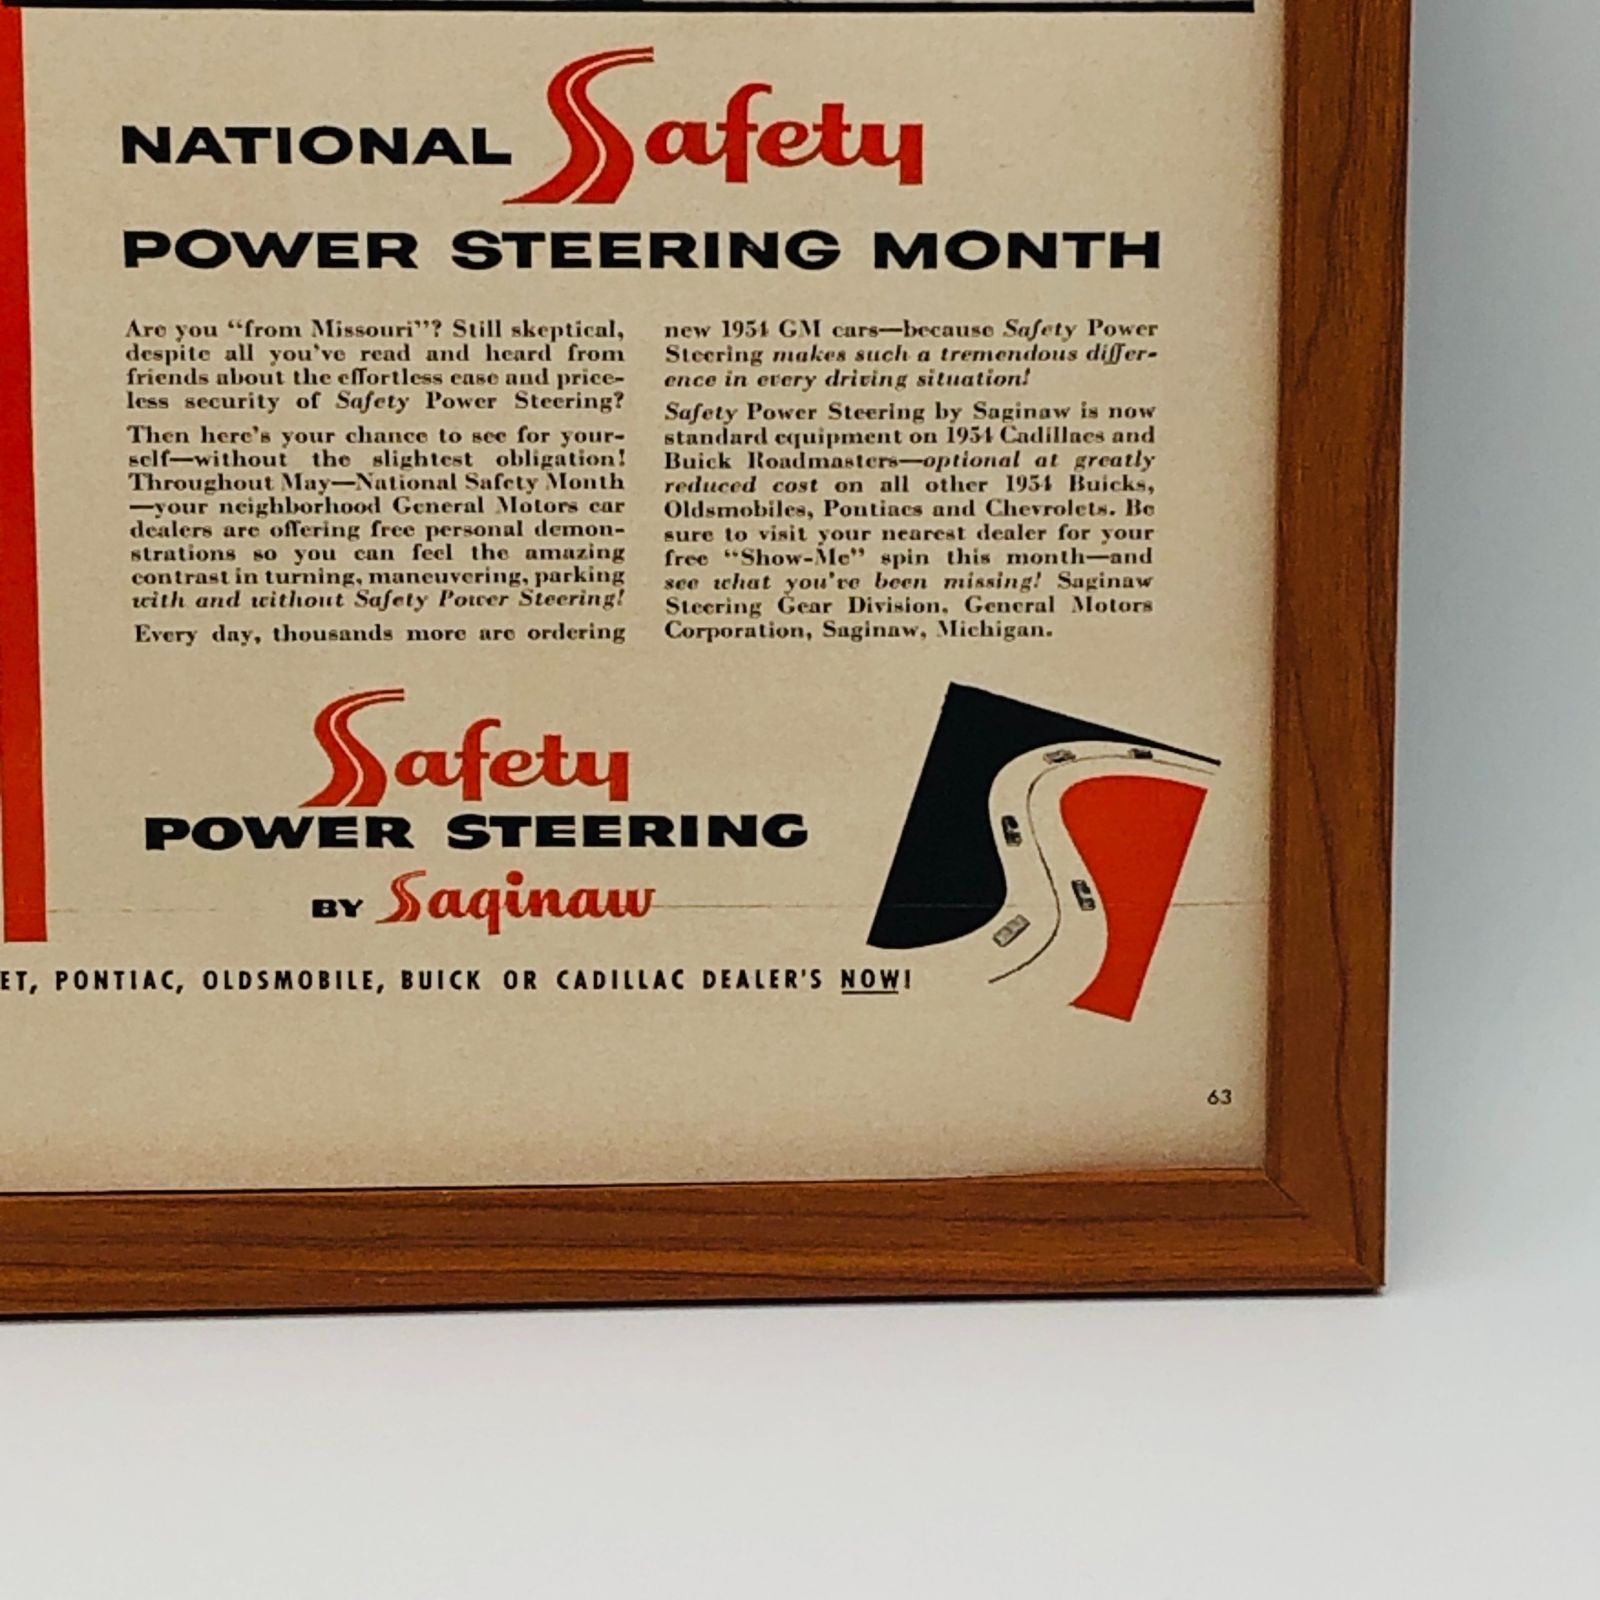 NATIONAL Safety
POWER STEERING MONTH
Are you “from Missouri”? Still skeptical,
despite all you’ve read and heard from
friends about the effortless ease and price-
less security of Safety Power Steering?
Then here’s your chance to see for your-
self—without the slightest obligation!
Throughout May—National Safety Month
—your neighborhood General Motors car
dealers are offering free personal demon-
strations so you can feel the amazing
contrast in turning, maneuvering, parking
with and without Safety Power Steering!
Every day, thousands more are ordering
new 1954 GM cars—because Safety Power
Steering makes such a tremendous differ-
ence in every driving situation!
Safety Power Steering by Saginaw is now
standard equipment on 1954 Cadillacs and
Buick Roadmasters—optional at greatly
reduced cost on all other 1954 Buicks,
Oldsmobiles, Pontiacs and Chevrolets. Be
sure to visit your nearest dealer for your
free “Show-Me” spin this month—and
see what you’ve been missing! Saginaw
Steering Gear Division, General Motors
Corporation, Saginaw, Michigan.
Safety
POWER STEERING
BY Saginaw
ET, PONTIAC, OLDSMOBILE, BUICK OR CADILLAC DEALER'S NOW!
63